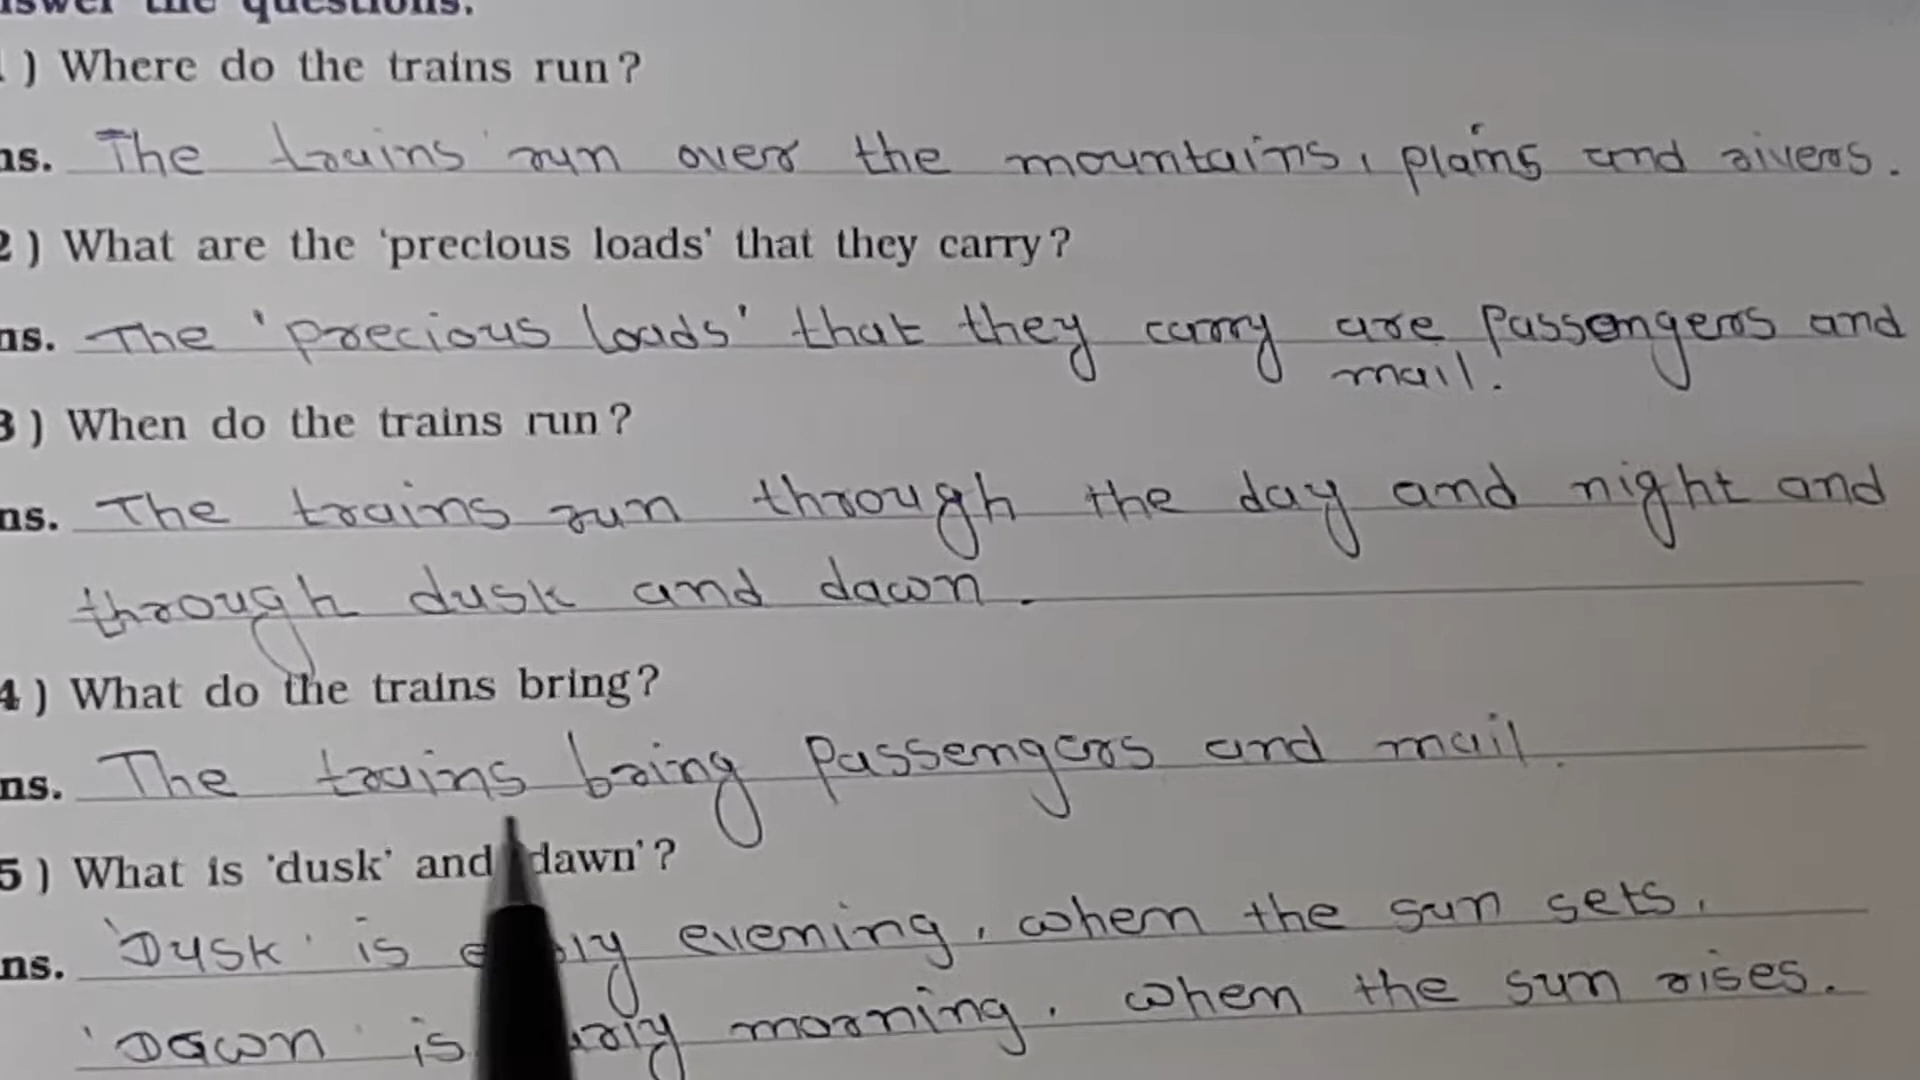 nswer the questions.
) Where do the trains run?
ns. The trains run over the mountains, plains and rivers.
2) What are the 'precious loads' that they carry?
ns. The 'precious loads' that they carry are passengers and
mail.
3) When do the trains run?
ns. The trains run through the day and night and
through dusk and dawn.
4) What do the trains bring?
ns. The trains bring passengers and mail.
5) What is 'dusk' and dawn'?
ns. 'Dusk' is evening, when the sun sets.
'Dawn' is morning, when the sun rises.